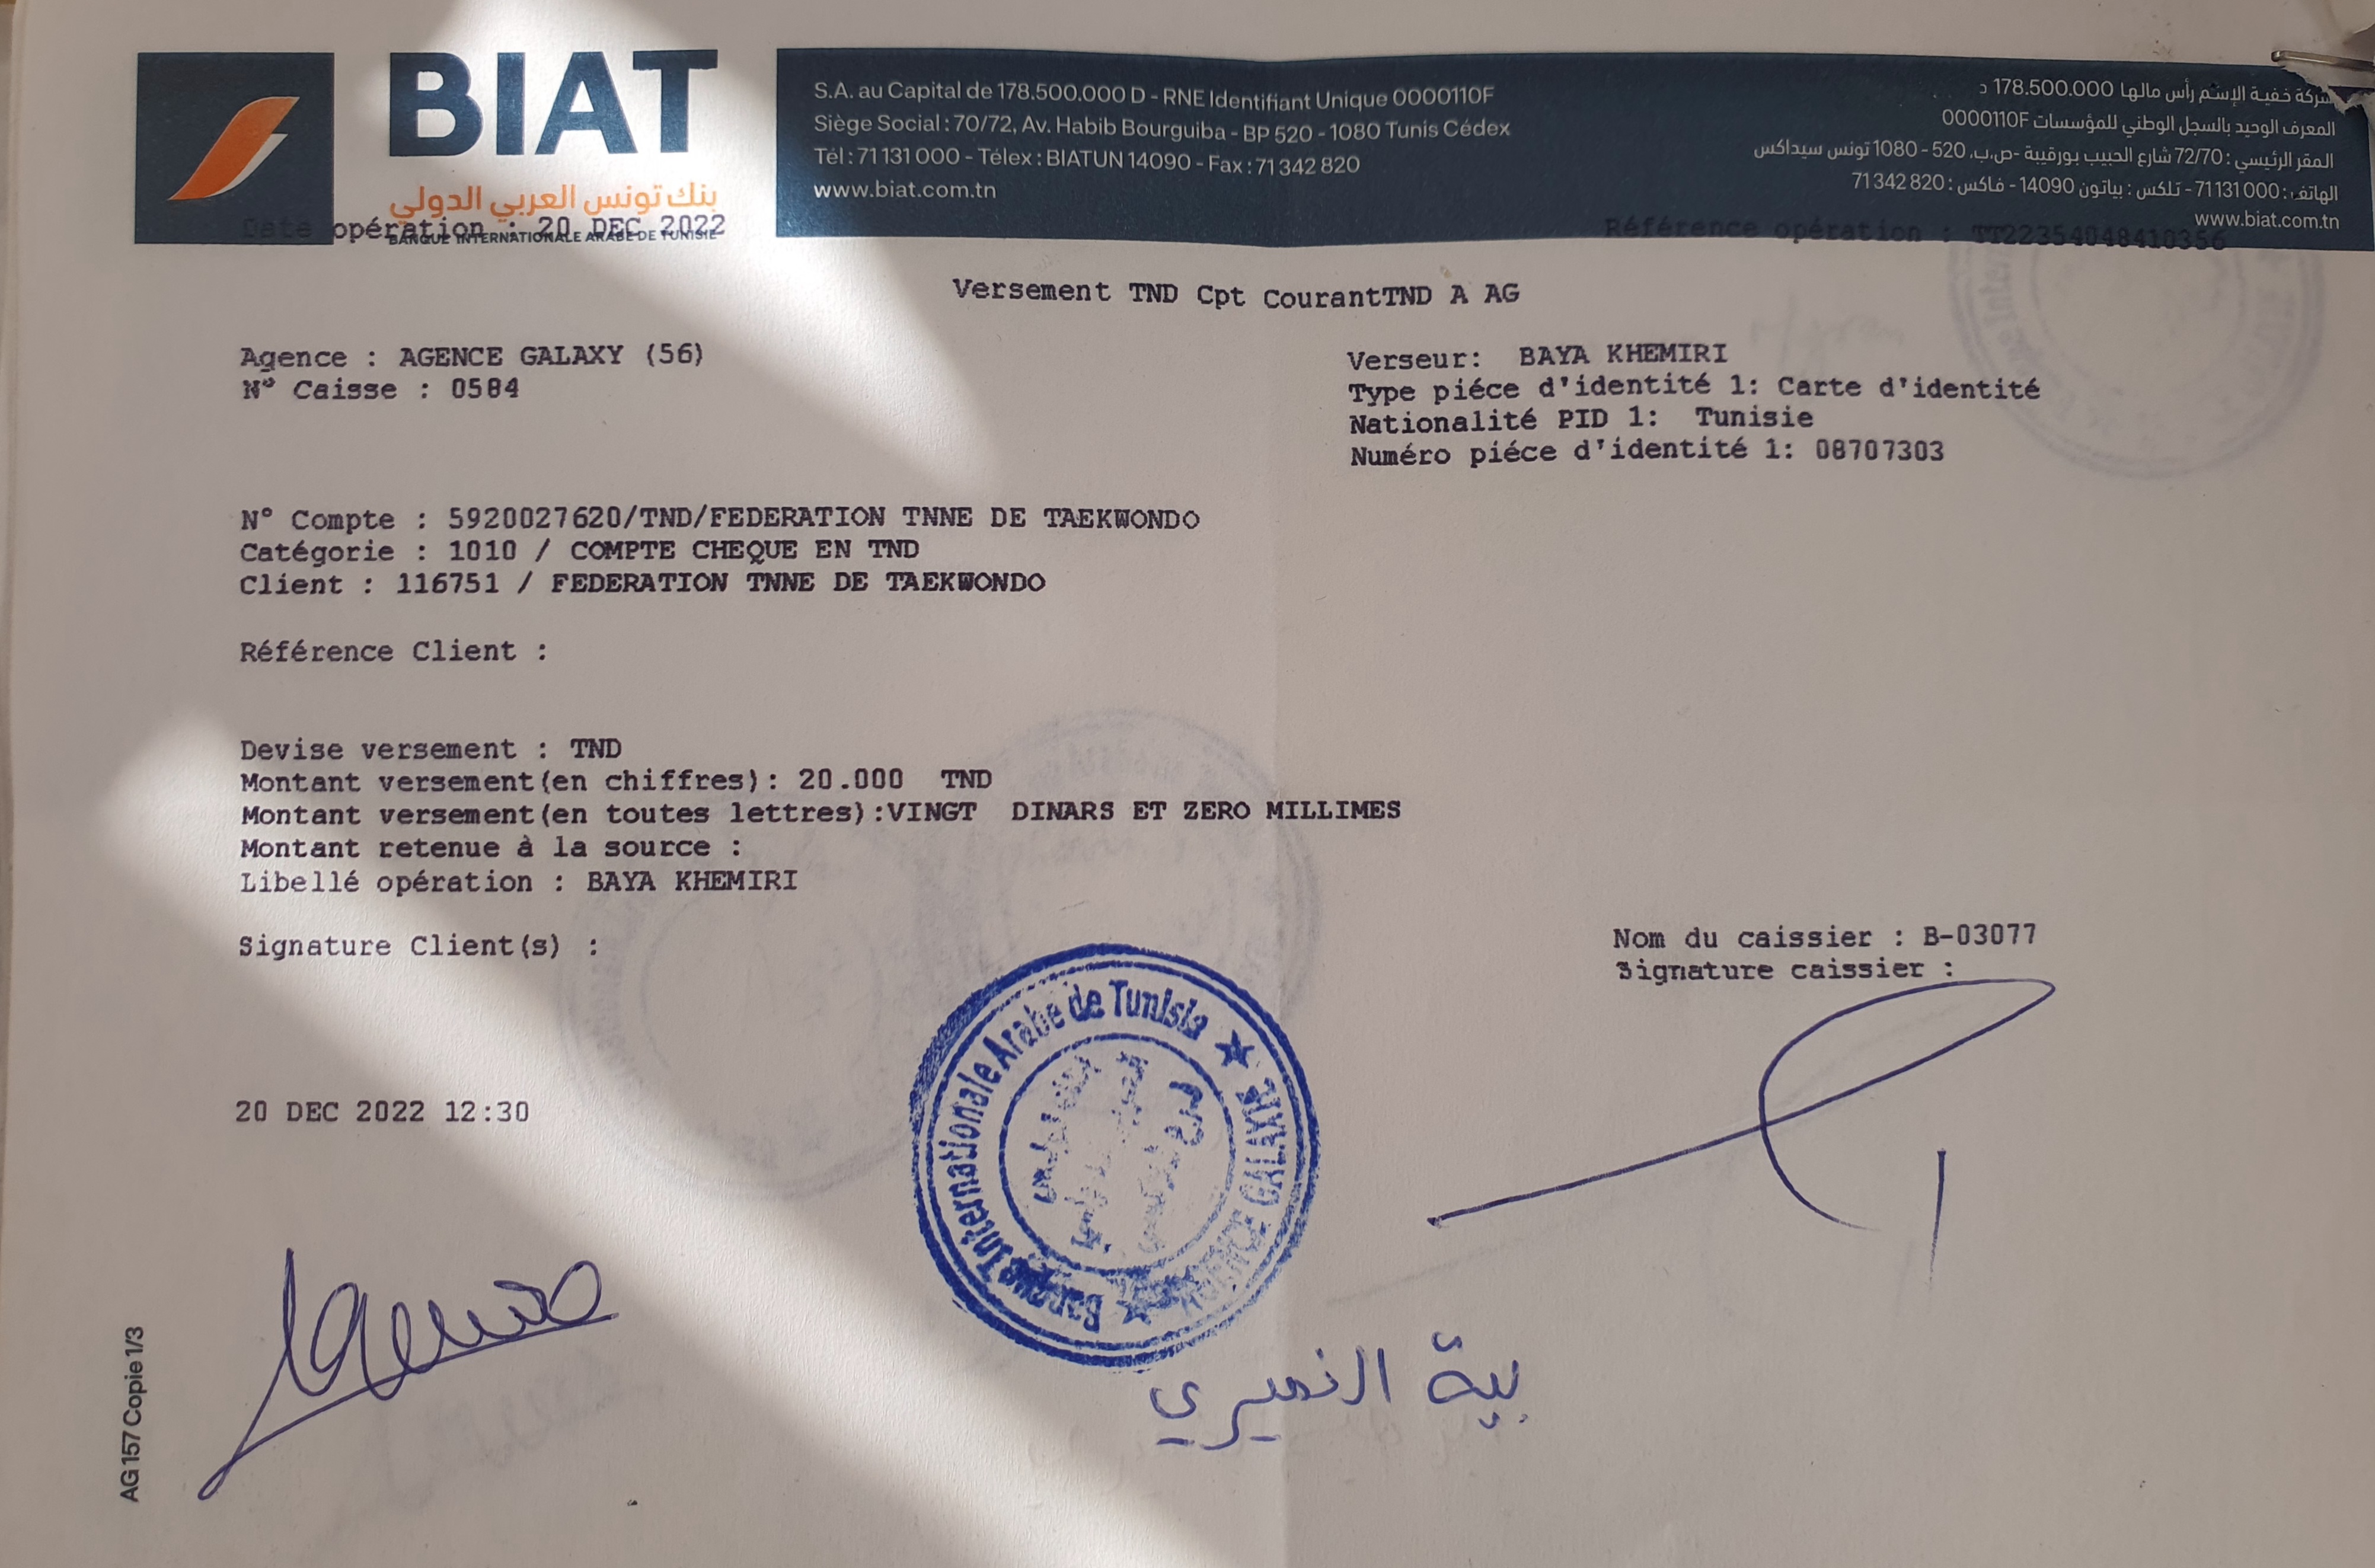 BIAT
بنك تونس العربي الدولي
BANQUE INTERNATIONALE ARABE DE TUNISIE
S.A. au Capital de 178.500.000 D - RNE Identifiant Unique 0000110F
Siège Social : 70/72, Av. Habib Bourguiba - BP 520 - 1080 Tunis Cédex
Tél : 71 131 000 - Télex : BIATUN 14090 - Fax : 71 342 820
www.biat.com.tn
شركة خفية الإسم رأس مالها 178.500.000 د
المعرف الوحيد بالسجل الوطني للمؤسسات 0000110F
المقر الرئيسي : 72/70 شارع الحبيب بورقيبة -ص.ب. 520 - 1080 تونس سيداكس
الهاتف : 71 131 000 - تلكس : بياتون 14090 - فاكس : 71 342 820
www.biat.com.tn
Date opération : 20 DEC 2022
Référence opération : TT22354048410356
Versement TND Cpt CourantTND A AG
Agence : AGENCE GALAXY (56)
N° Caisse : 0584
Verseur: BAYA KHEMIRI
Type piéce d'identité 1: Carte d'identité
Nationalité PID 1: Tunisie
Numéro piéce d'identité 1: 08707303
N° Compte : 5920027620/TND/FEDERATION TNNE DE TAEKWONDO
Catégorie : 1010 / COMPTE CHEQUE EN TND
Client : 116751 / FEDERATION TNNE DE TAEKWONDO
Référence Client :
Devise versement : TND
Montant versement(en chiffres): 20.000 TND
Montant versement(en toutes lettres):VINGT DINARS ET ZERO MILLIMES
Montant retenue à la source :
Libellé opération : BAYA KHEMIRI
Signature Client(s) :
Nom du caissier : B-03077
Signature caissier :
20 DEC 2022 12:30
Banque Internationale Arabe de Tunisie
AGENCE GALAXY
بية الخميري
AG 157 Copie 1/3